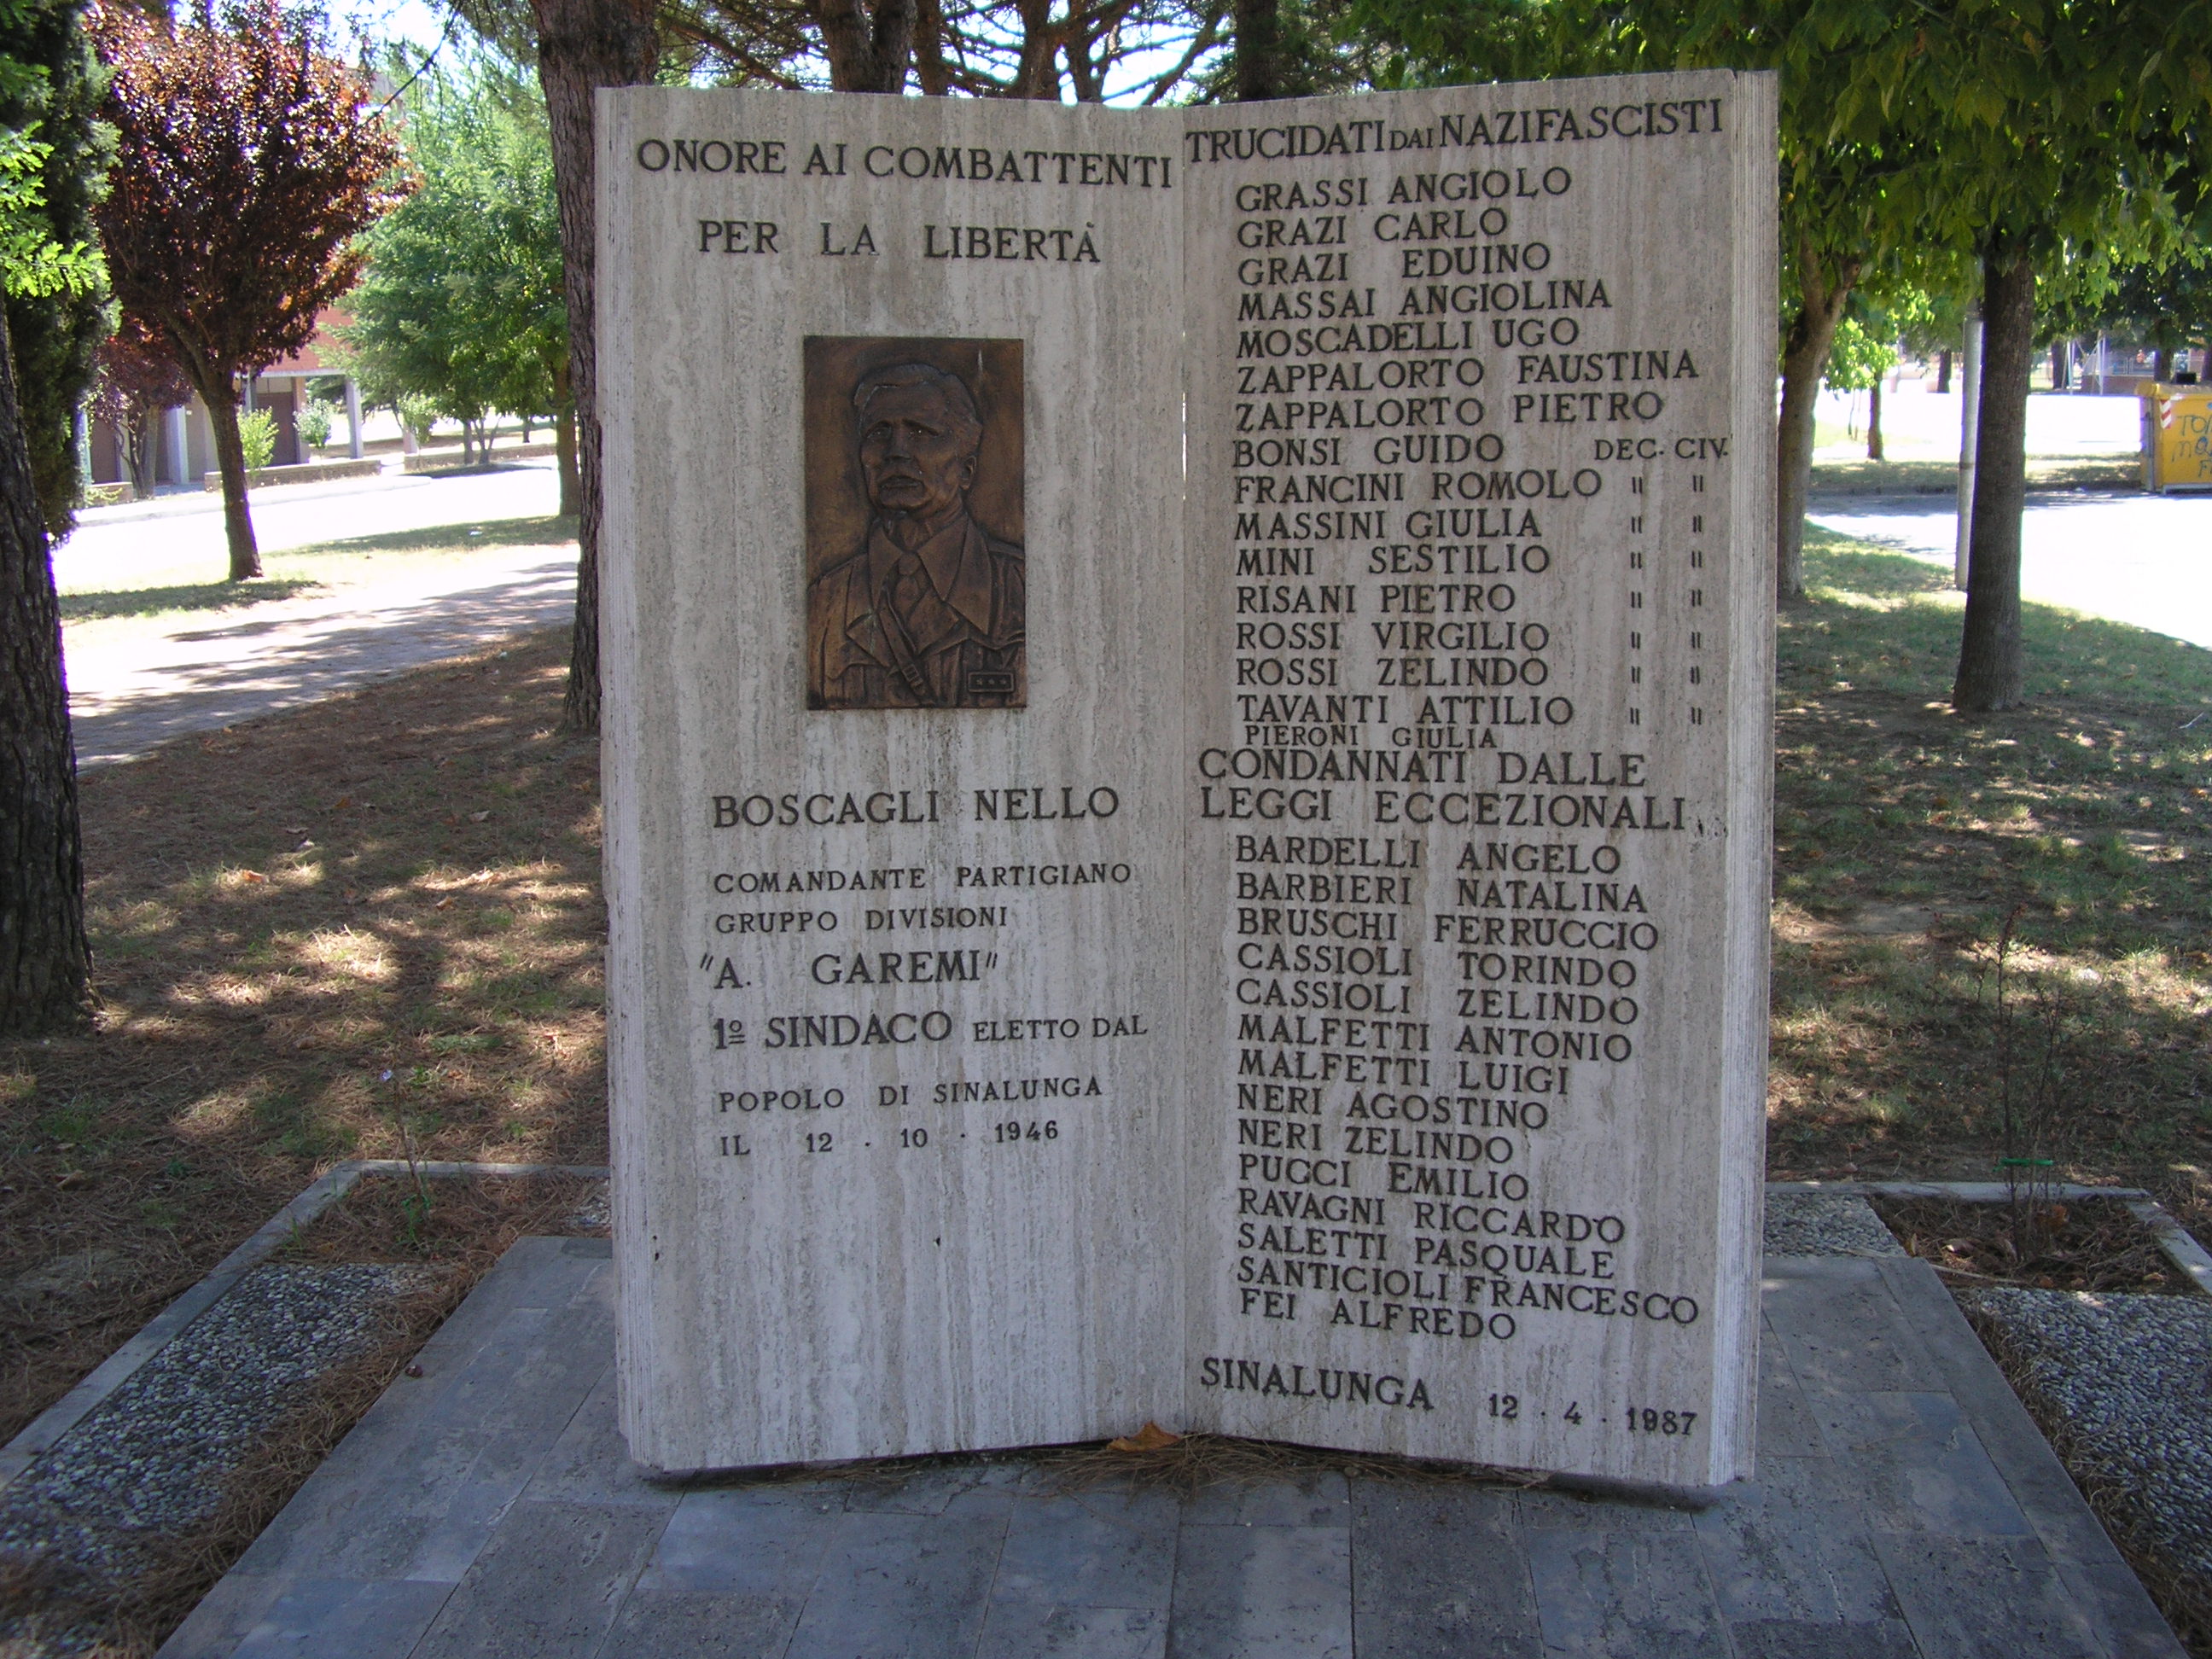 ONORE AI COMBATTENTI
PER LA LIBERTÀ
BOSCAGLI NELLO
COMANDANTE PARTIGIANO
GRUPPO DIVISIONI
"A. GAREMI"
1º SINDACO ELETTO DAL
POPOLO DI SINALUNGA
IL 12 . 10 . 1946
TRUCIDATI DAI NAZIFASCISTI
GRASSI ANGIOLO
GRAZI CARLO
GRAZI EDUINO
MASSAI ANGIOLINA
MOSCADELLI UGO
ZAPPALORTO FAUSTINA
ZAPPALORTO PIETRO
BONSI GUIDO DEC. CIV.
FRANCINI ROMOLO " "
MASSINI GIULIA " "
MINI SESTILIO " "
RISANI PIETRO " "
ROSSI VIRGILIO " "
ROSSI ZELINDO " "
TAVANTI ATTILIO " "
PIERONI GIULIA
CONDANNATI DALLE
LEGGI ECCEZIONALI
BARDELLI ANGELO
BARBIERI NATALINA
BRUSCHI FERRUCCIO
CASSIOLI TORINDO
CASSIOLI ZELINDO
MALFETTI ANTONIO
MALFETTI LUIGI
NERI AGOSTINO
NERI ZELINDO
PUCCI EMILIO
RAVAGNI RICCARDO
SALETTI PASQUALE
SANTICIOLI FRANCESCO
FEI ALFREDO
SINALUNGA 12 . 4 . 1987